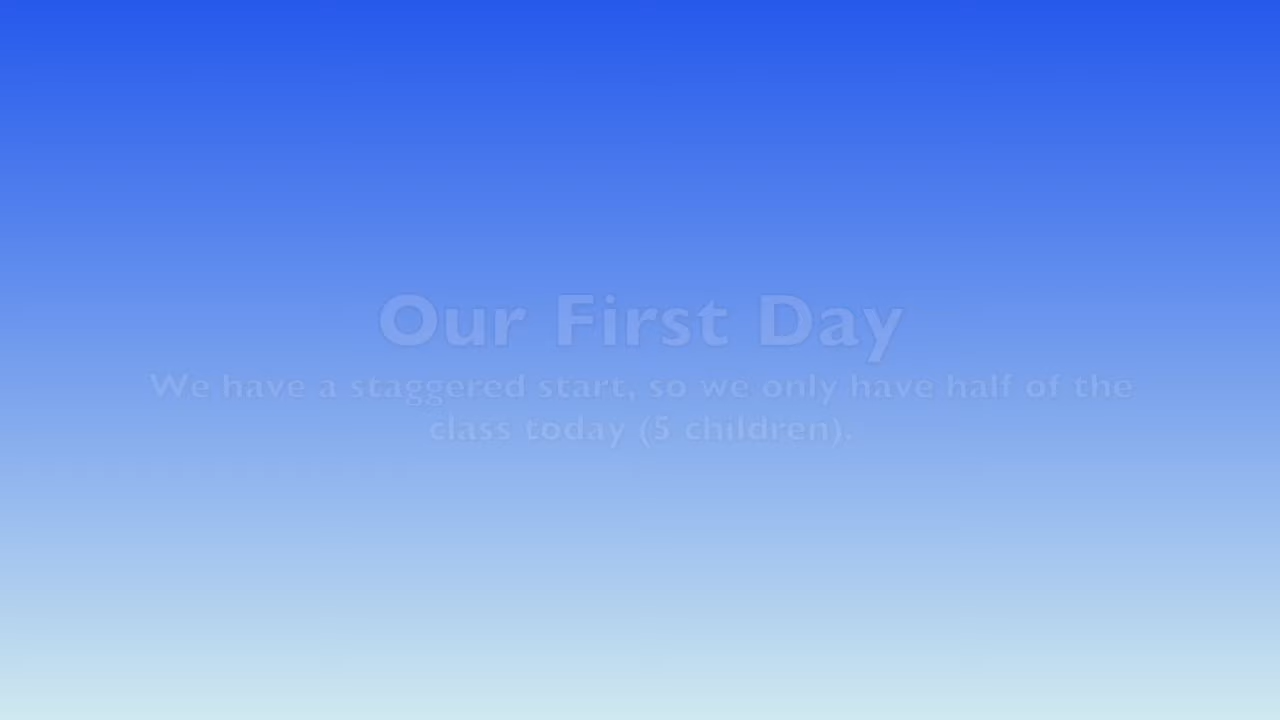 Our First Day
We have a staggered start, so we only have half of the
class today (5 children).